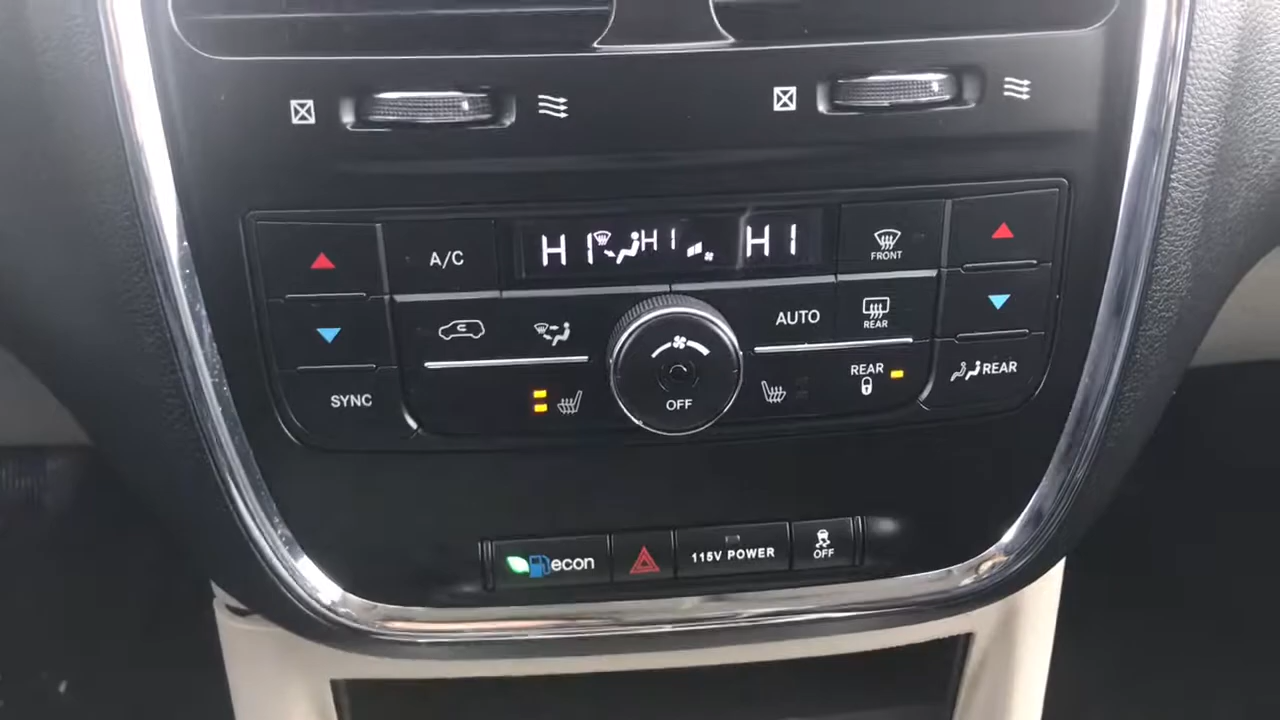 HI HI HI
A/C
FRONT
AUTO
REAR
SYNC
OFF
REAR
REAR
econ
115V POWER
OFF